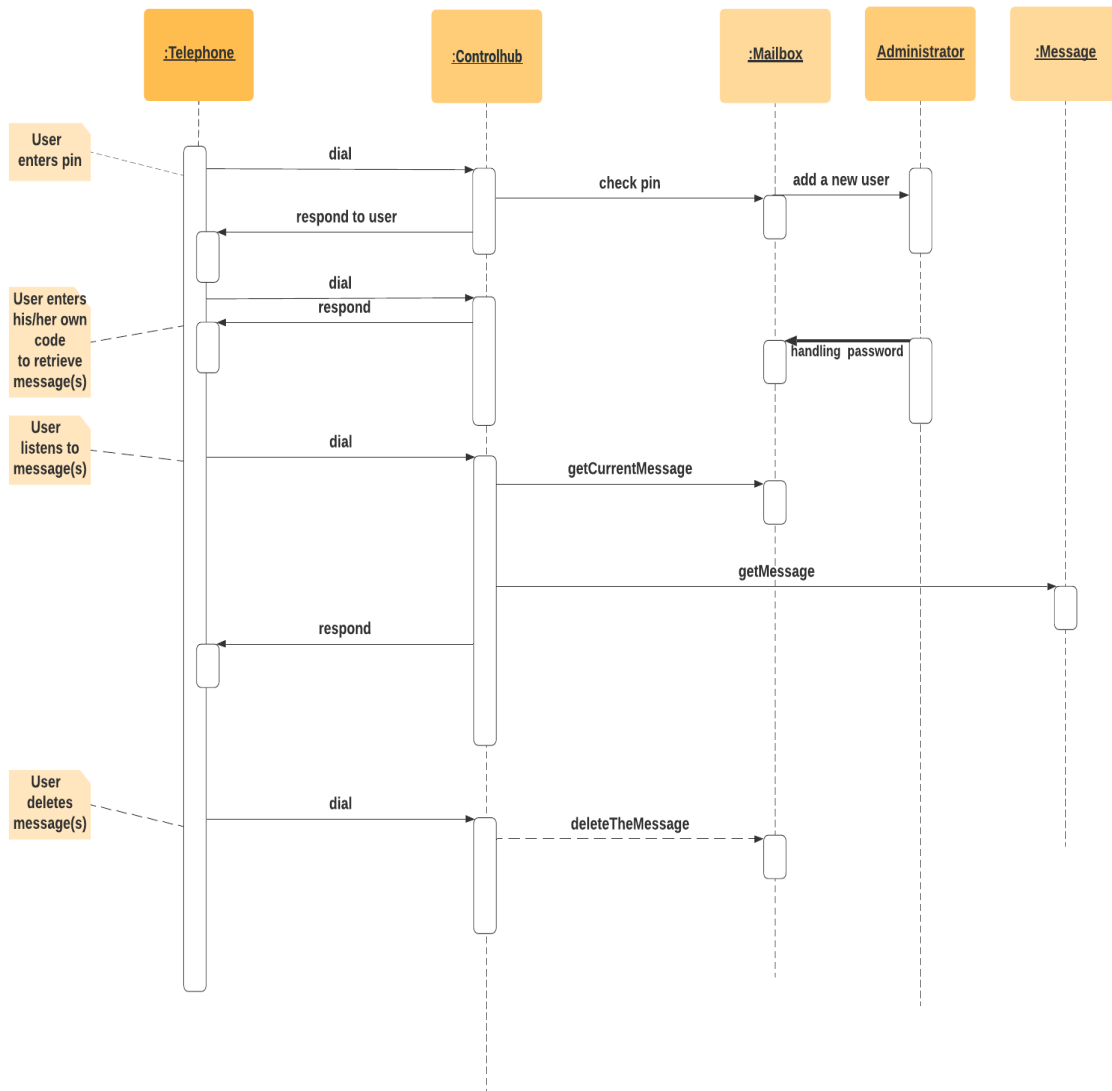 :Telephone
:Controlhub
:Mailbox
Administrator
:Message
User
enters pin
dial
check pin
add a new user
respond to user
dial
respond
User enters
his/her own
code
to retrieve
message(s)
handling password
User
listens to
message(s)
dial
getCurrentMessage
getMessage
respond
User
deletes
message(s)
dial
deleteTheMessage